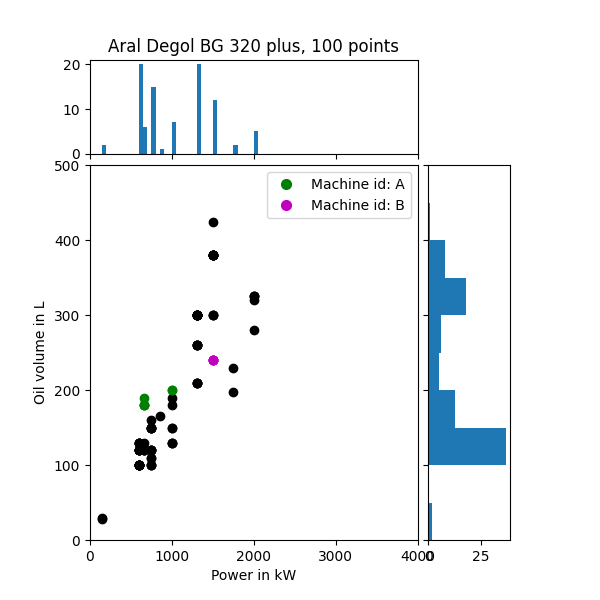 Aral Degol BG 320 plus, 100 points
20
10
0
500
400
300
200
100
0
Oil volume in L
Machine id: A
Machine id: B
0 1000 2000 3000 4000
0 25
Power in kW